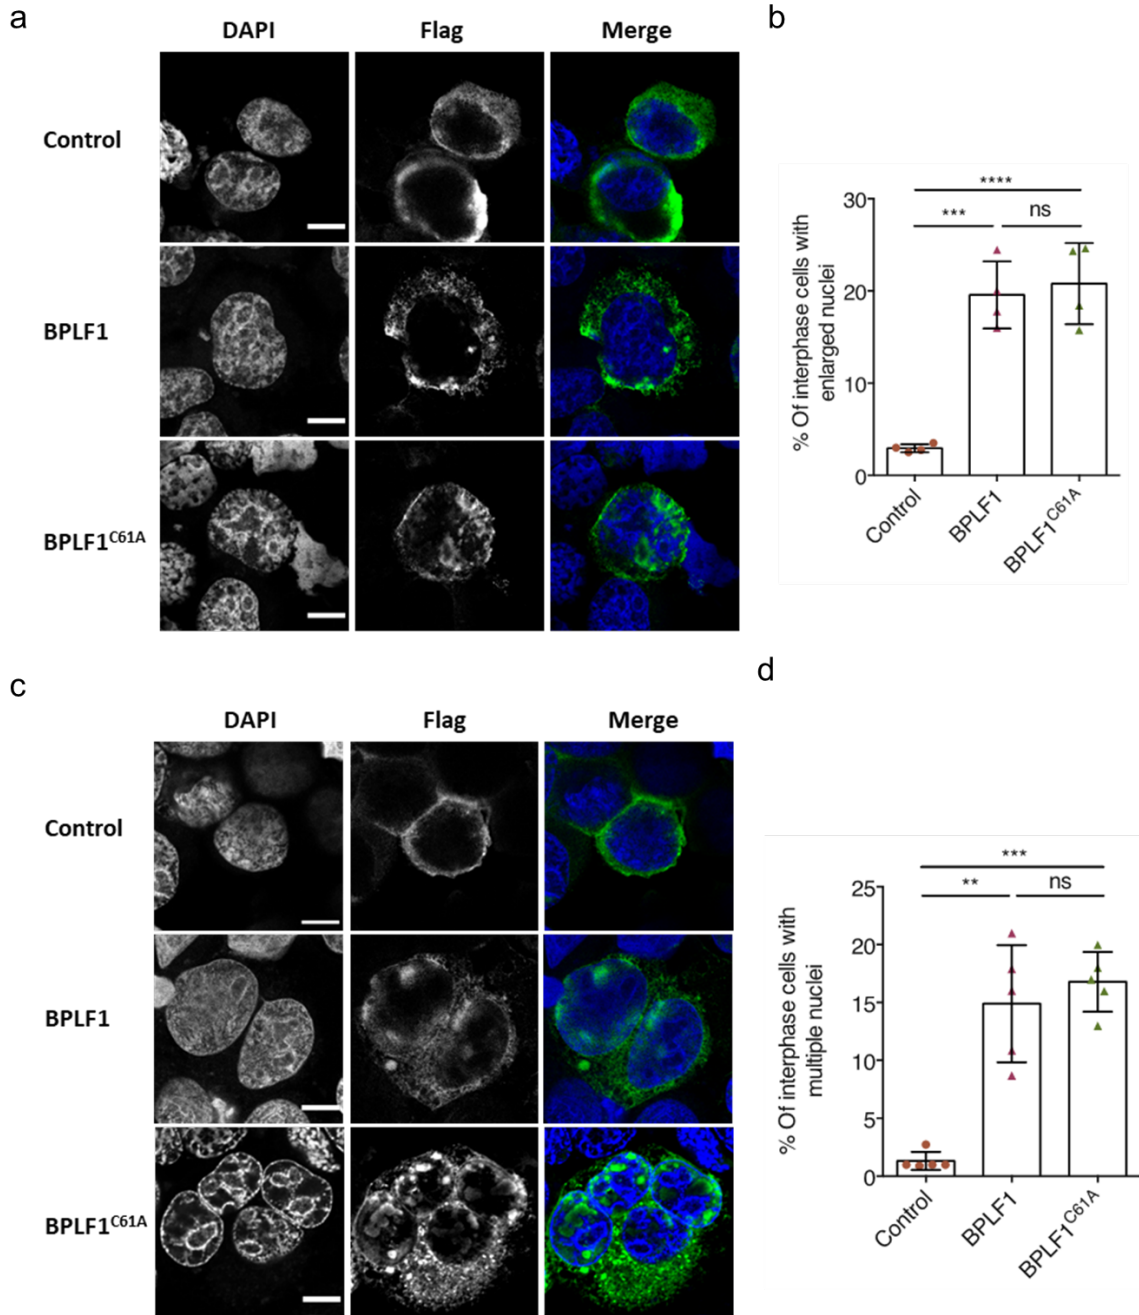 a
DAPI Flag Merge
Control
BPLF1
BPLF1C61A
b
% Of interphase cells with
enlarged nuclei
30
20
10
0
****
***
ns
Control
BPLF1
BPLF1C61A
c
DAPI Flag Merge
Control
BPLF1
BPLF1C61A
d
% Of interphase cells with
multiple nuclei
25
20
15
10
5
0
***
**
ns
Control
BPLF1
BPLF1C61A